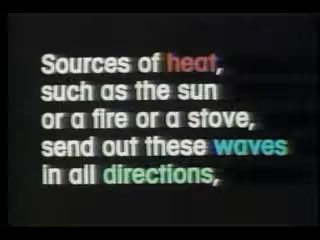 Sources of heat,
such as the sun
or a fire or a stove,
send out these waves
in all directions,